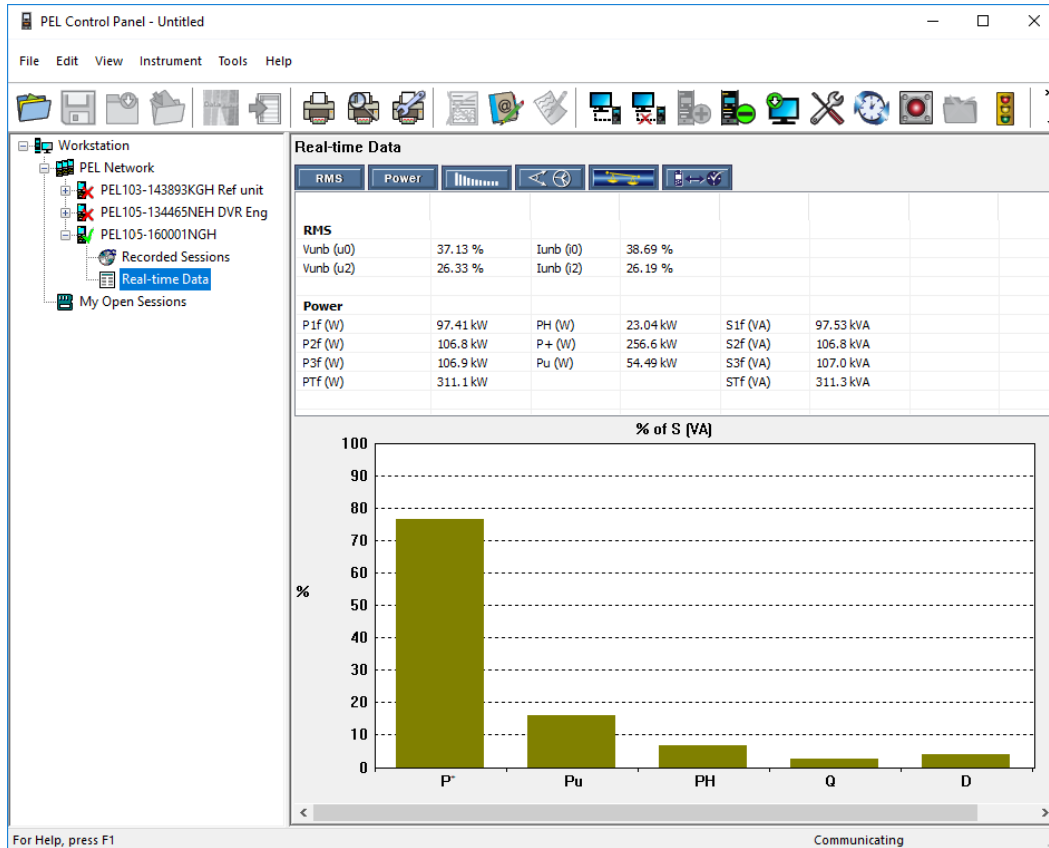 PEL Control Panel - Untitled
File Edit View Instrument Tools Help
Workstation
PEL Network
PEL103-143893KGH Ref unit
PEL105-134465NEH DVR Eng
PEL105-160001NGH
Recorded Sessions
Real-time Data
My Open Sessions
Real-time Data
RMS Power
RMS
Vunb (u0) 37.13 % Iunb (i0) 38.69 %
Vunb (u2) 26.33 % Iunb (i2) 26.19 %
Power
P1f (W) 97.41 kW PH (W) 23.04 kW S1f (VA) 97.53 kVA
P2f (W) 106.8 kW P+ (W) 256.6 kW S2f (VA) 106.8 kVA
P3f (W) 106.9 kW Pu (W) 54.49 kW S3f (VA) 107.0 kVA
PTf (W) 311.1 kW STf (VA) 311.3 kVA
% of S (VA)
100
90
80
70
60
%
50
40
30
20
10
0
P⁺ Pu PH Q D
For Help, press F1 Communicating